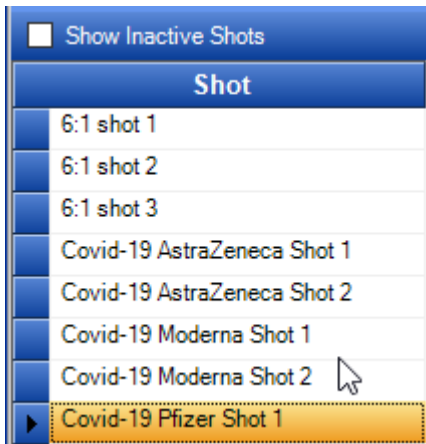 Show Inactive Shots
Shot
6:1 shot 1
6:1 shot 2
6:1 shot 3
Covid-19 AstraZeneca Shot 1
Covid-19 AstraZeneca Shot 2
Covid-19 Moderna Shot 1
Covid-19 Moderna Shot 2
Covid-19 Pfizer Shot 1